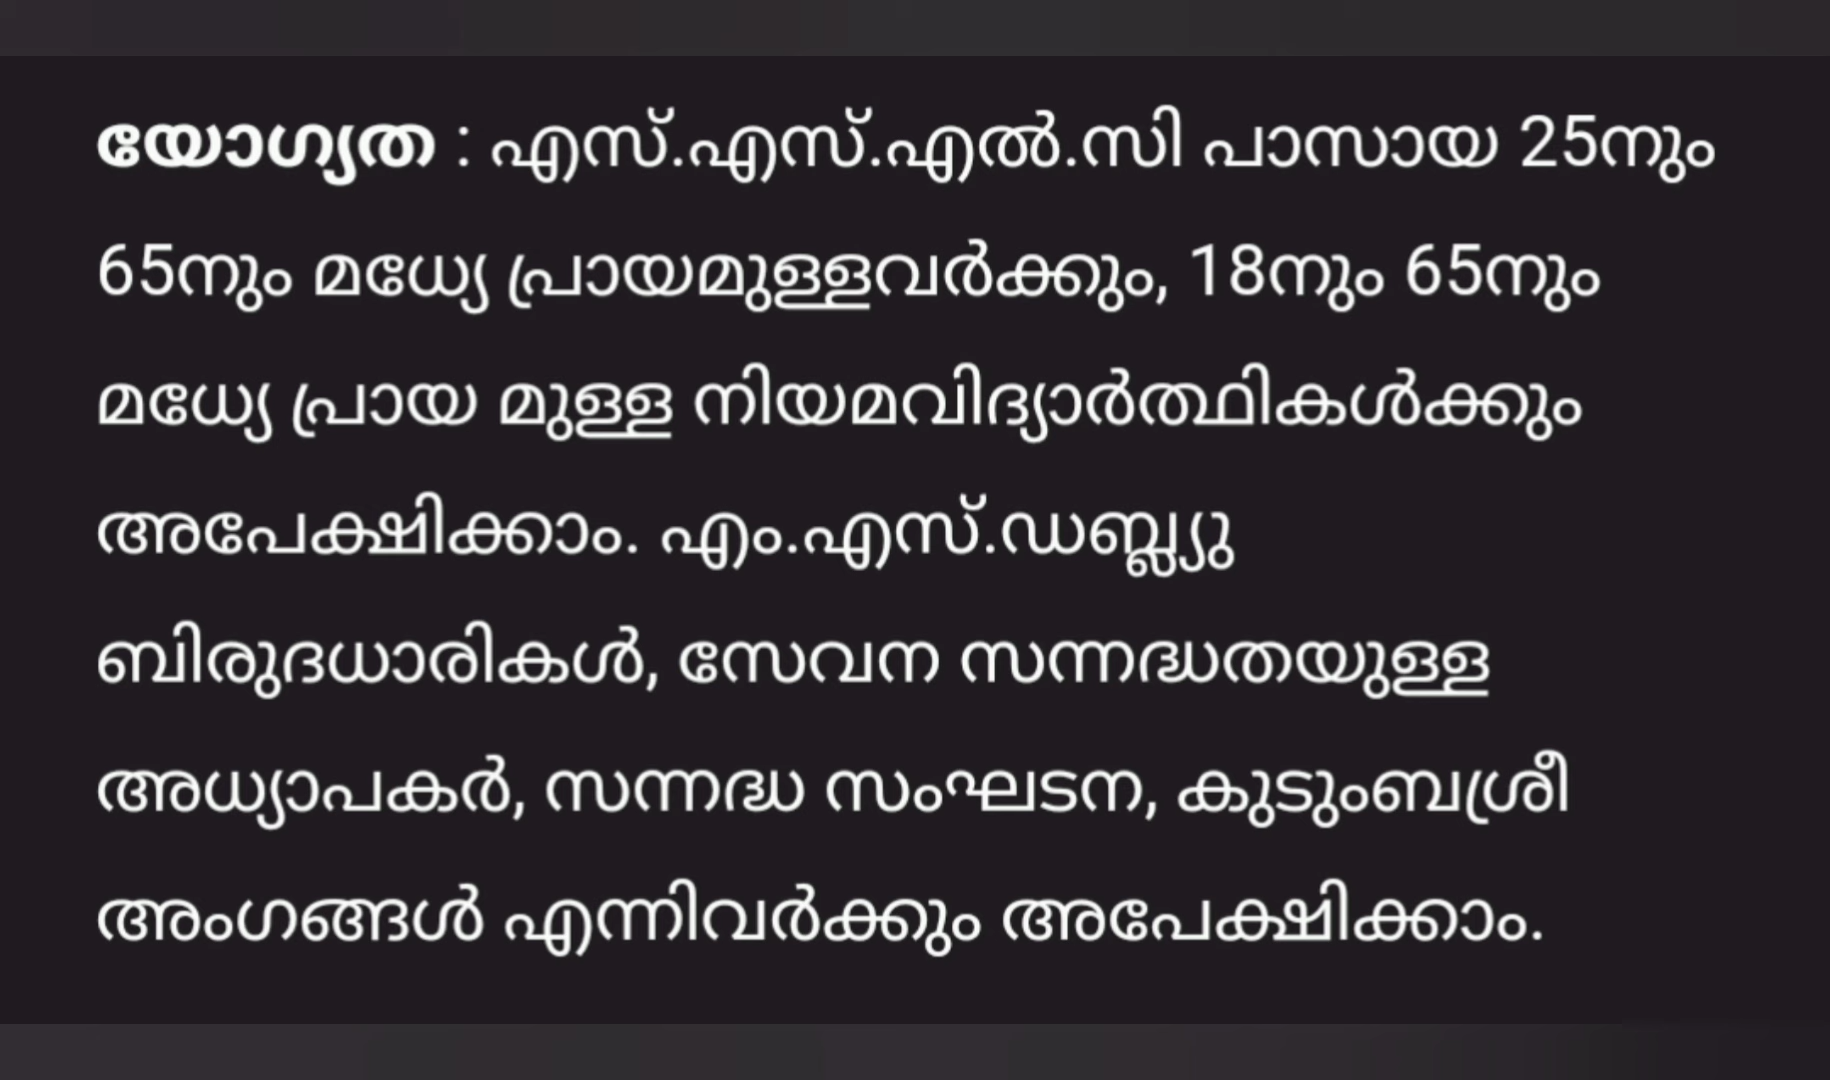 യോഗ്യത : എസ്.എസ്.എൽ.സി പാസായ 25നും
65നും മധ്യേ പ്രായമുള്ളവർക്കും, 18നും 65നും
മധ്യേ പ്രായ മുള്ള നിയമവിദ്യാർത്ഥികൾക്കും
അപേക്ഷിക്കാം. എം.എസ്.ഡബ്ല്യു
ബിരുദധാരികൾ, സേവന സന്നദ്ധതയുള്ള
അധ്യാപകർ, സന്നദ്ധ സംഘടന, കുടുംബശ്രീ
അംഗങ്ങൾ എന്നിവർക്കും അപേക്ഷിക്കാം.